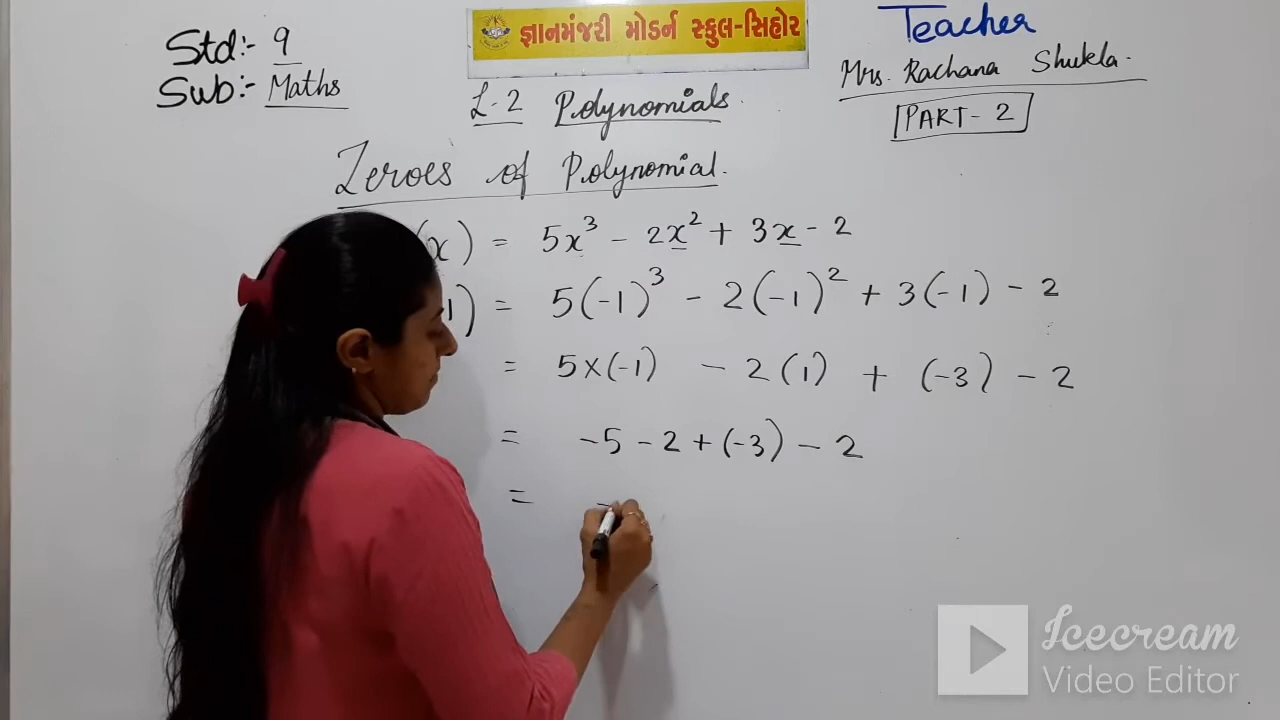 Std:- 9
Sub:- Maths
જ્ઞાનમંજરી મોડર્ન સ્કુલ-સિહોર
Teacher
Mrs. Rachana Shukla.
PART - 2
L-2 Polynomials.
Zeroes of Polynomial.
(x) = 5x³ - 2x² + 3x - 2
1) = 5(-1)³ - 2(-1)² + 3(-1) - 2
= 5×(-1) - 2(1) + (-3) - 2
= -5 - 2 + (-3) - 2
= -
Icecream
Video Editor